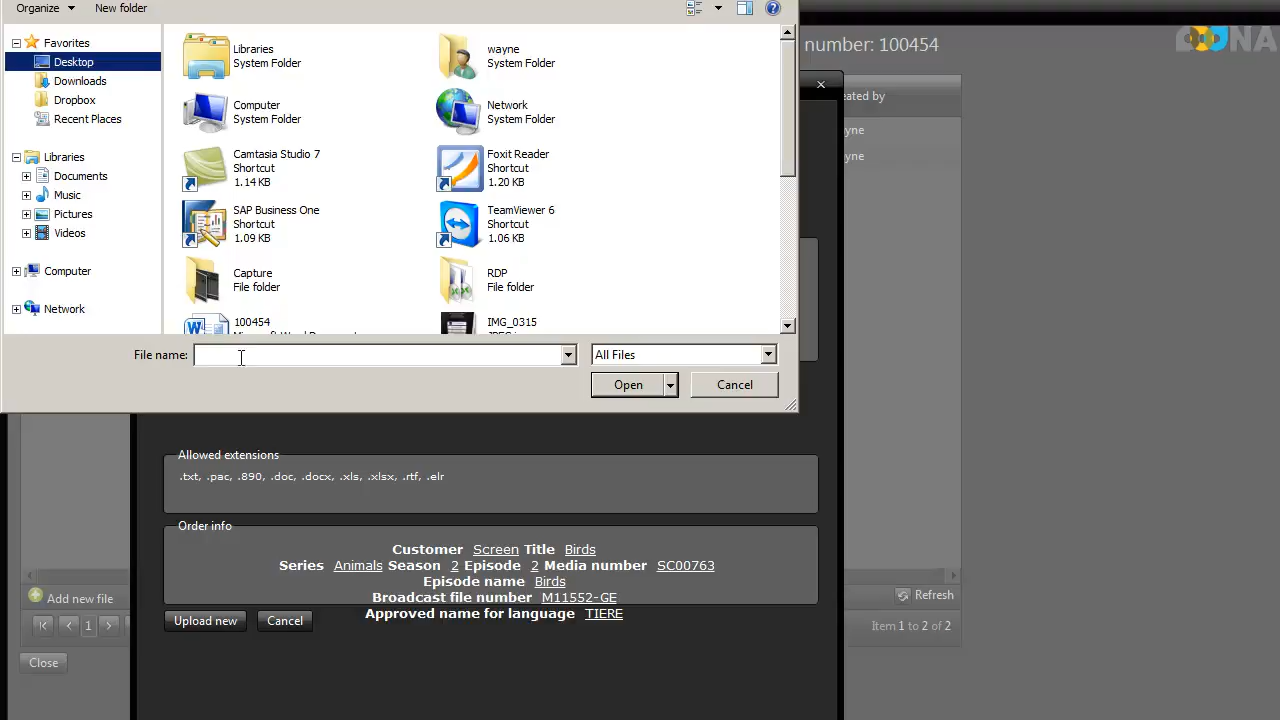 Organize
New folder
number: 100454
OONA
Favorites
Desktop
Downloads
Dropbox
Recent Places
Libraries
Documents
Music
Pictures
Videos
Computer
Network
Libraries
System Folder
wayne
System Folder
Computer
System Folder
Network
System Folder
Camtasia Studio 7
Shortcut
1.14 KB
Foxit Reader
Shortcut
1.20 KB
SAP Business One
Shortcut
1.09 KB
TeamViewer 6
Shortcut
1.06 KB
Capture
File folder
RDP
File folder
100454
IMG_0315
File name:
All Files
Open
Cancel
eated by
yne
yne
Allowed extensions
.txt, .pac, .890, .doc, .docx, .xls, .xlsx, .rtf, .elr
Order info
Customer Screen Title Birds
Series Animals Season 2 Episode 2 Media number SC00763
Episode name Birds
Broadcast file number M11552-GE
Approved name for language TIERE
Upload new
Cancel
Add new file
1
Refresh
Item 1 to 2 of 2
Close